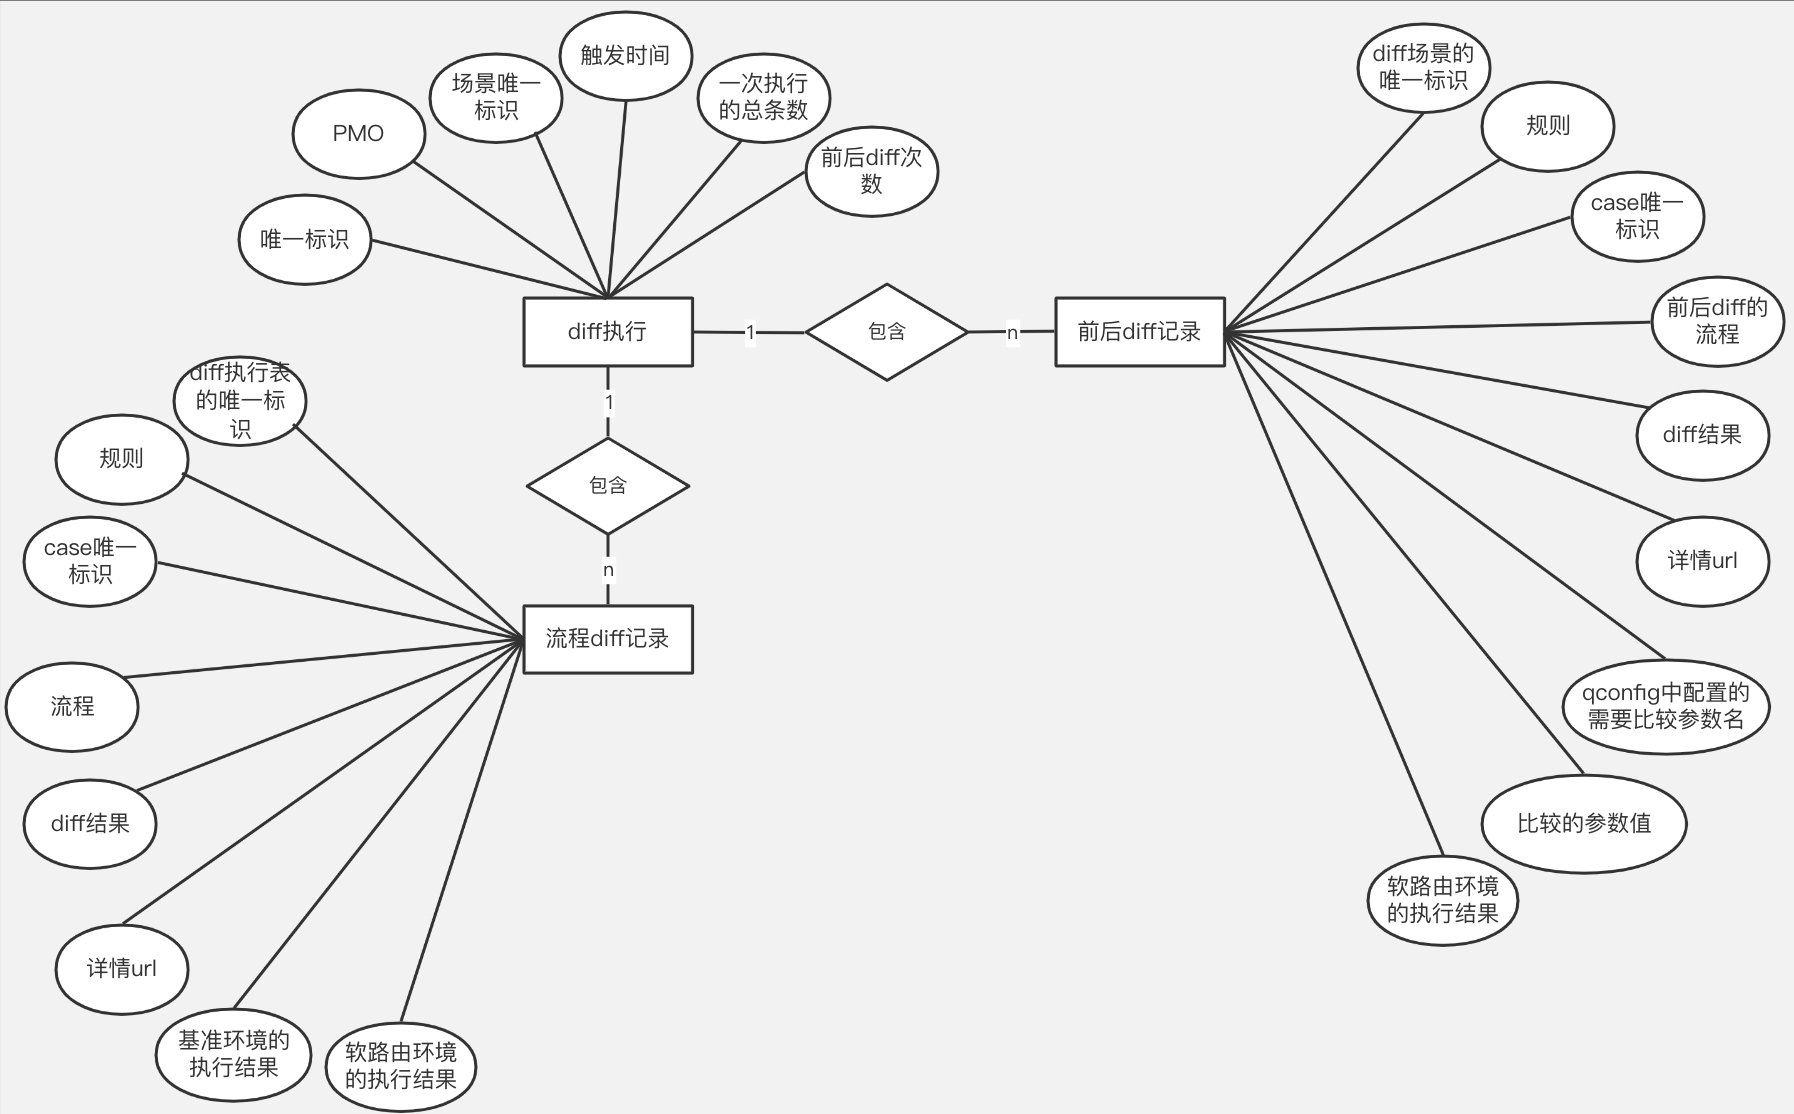 触发时间
场景唯一
标识
一次执行
的总条数
PMO
前后diff次
数
唯一标识
diff执行
1
包含
n
前后diff记录
diff场景的
唯一标识
规则
case唯一
标识
前后diff的
流程
diff结果
详情url
qconfig中配置的
需要比较参数名
比较的参数值
软路由环境
的执行结果
1
包含
n
流程diff记录
diff执行表
的唯一标
识
规则
case唯一
标识
流程
diff结果
详情url
基准环境的
执行结果
软路由环境
的执行结果